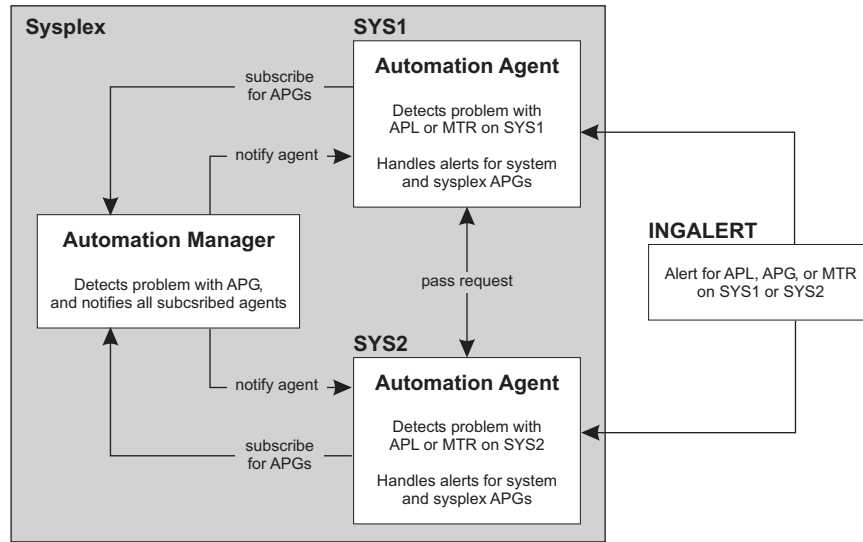 Sysplex
SYS1
Automation Agent
Detects problem with
APL or MTR on SYS1
Handles alerts for system
and sysplex APGs
subscribe
for APGs
notify agent
Automation Manager
Detects problem with APG,
and notifies all subcsribed agents
pass request
INGALERT
Alert for APL, APG, or MTR
on SYS1 or SYS2
SYS2
notify agent
Automation Agent
Detects problem with
APL or MTR on SYS2
Handles alerts for system
and sysplex APGs
subscribe
for APGs